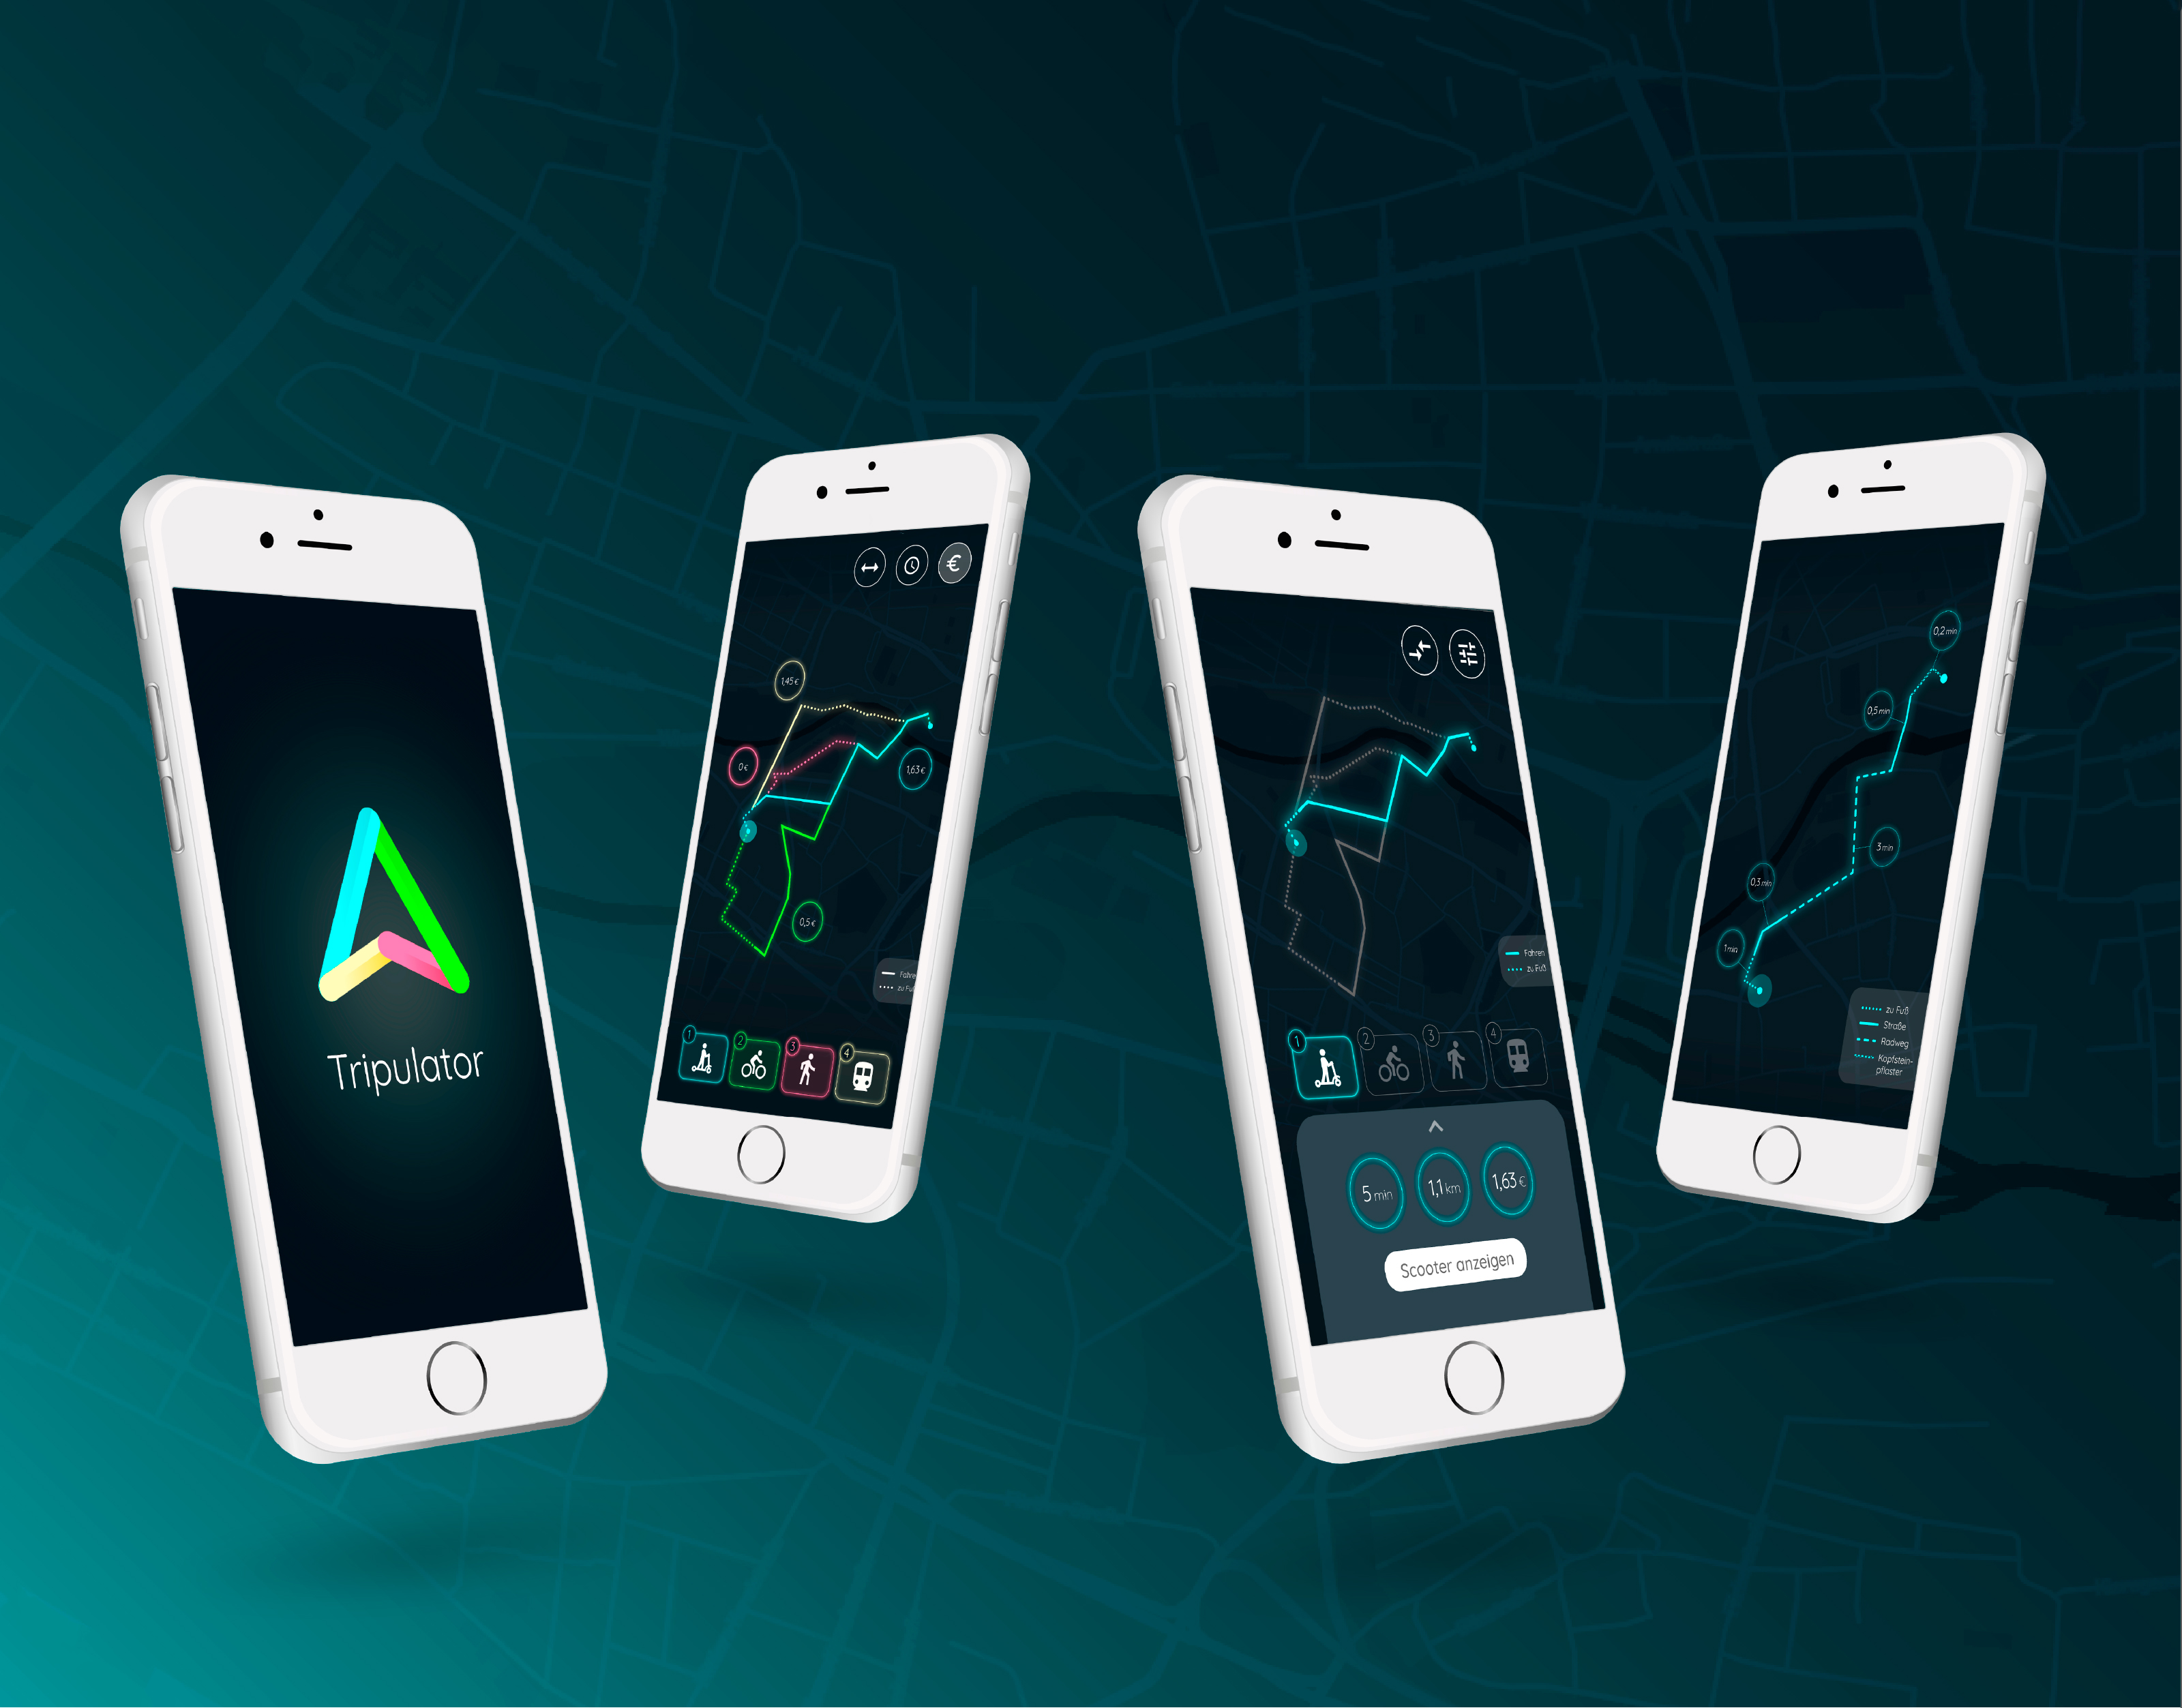 Tripulator
€
1,45 €
0 €
1,63 €
0,5 €
Fahren
zu Fuß
1
2
3
4
Fahren
zu Fuß
1
2
3
4
5 min
1,1 km
1,63 €
Scooter anzeigen
0,2 min
0,5 min
3 min
0,3 min
1 min
zu Fuß
Straße
Radweg
Kopfstein-
pflaster